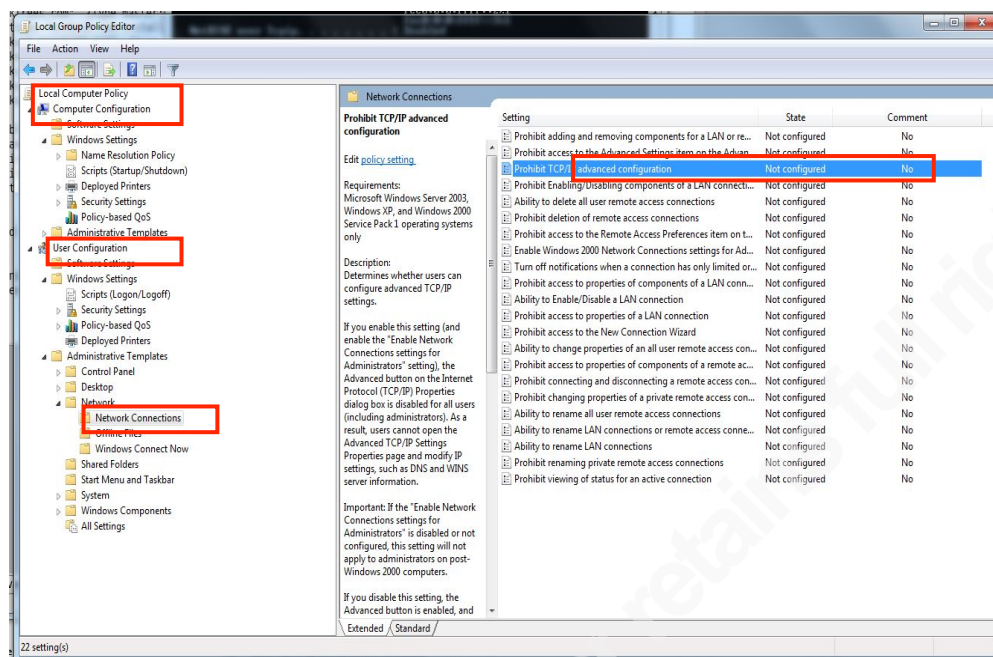 Local Group Policy Editor
File Action View Help
Local Computer Policy
Computer Configuration
Software Settings
Windows Settings
Name Resolution Policy
Scripts (Startup/Shutdown)
Deployed Printers
Security Settings
Policy-based QoS
Administrative Templates
User Configuration
Software Settings
Windows Settings
Scripts (Logon/Logoff)
Security Settings
Policy-based QoS
Deployed Printers
Administrative Templates
Control Panel
Desktop
Network
Network Connections
Offline Files
Windows Connect Now
Shared Folders
Start Menu and Taskbar
System
Windows Components
All Settings
Network Connections
Prohibit TCP/IP advanced
configuration
Edit policy setting
Requirements:
Microsoft Windows Server 2003,
Windows XP, and Windows 2000
Service Pack 1 operating systems
only
Description:
Determines whether users can
configure advanced TCP/IP
settings.
If you enable this setting (and
enable the "Enable Network
Connections settings for
Administrators" setting), the
Advanced button on the Internet
Protocol (TCP/IP) Properties
dialog box is disabled for all users
(including administrators). As a
result, users cannot open the
Advanced TCP/IP Settings
Properties page and modify IP
settings, such as DNS and WINS
server information.
Important: If the "Enable Network
Connections settings for
Administrators" is disabled or not
configured, this setting will not
apply to administrators on post-
Windows 2000 computers.
If you disable this setting, the
Advanced button is enabled, and
Setting State Comment
Prohibit adding and removing components for a LAN or re... Not configured No
Prohibit access to the Advanced Settings item on the Advan... Not configured No
Prohibit TCP/IP advanced configuration Not configured No
Prohibit Enabling/Disabling components of a LAN connecti... Not configured No
Ability to delete all user remote access connections Not configured No
Prohibit deletion of remote access connections Not configured No
Prohibit access to the Remote Access Preferences item on t... Not configured No
Enable Windows 2000 Network Connections settings for Ad... Not configured No
Turn off notifications when a connection has only limited or... Not configured No
Prohibit access to properties of components of a LAN conn... Not configured No
Ability to Enable/Disable a LAN connection Not configured No
Prohibit access to properties of a LAN connection Not configured No
Prohibit access to the New Connection Wizard Not configured No
Ability to change properties of an all user remote access con... Not configured No
Prohibit access to properties of components of a remote ac... Not configured No
Prohibit connecting and disconnecting a remote access con... Not configured No
Prohibit changing properties of a private remote access con... Not configured No
Ability to rename all user remote access connections Not configured No
Ability to rename LAN connections or remote access conne... Not configured No
Ability to rename LAN connections Not configured No
Prohibit renaming private remote access connections Not configured No
Prohibit viewing of status for an active connection Not configured No
Extended Standard
22 setting(s)
retains full